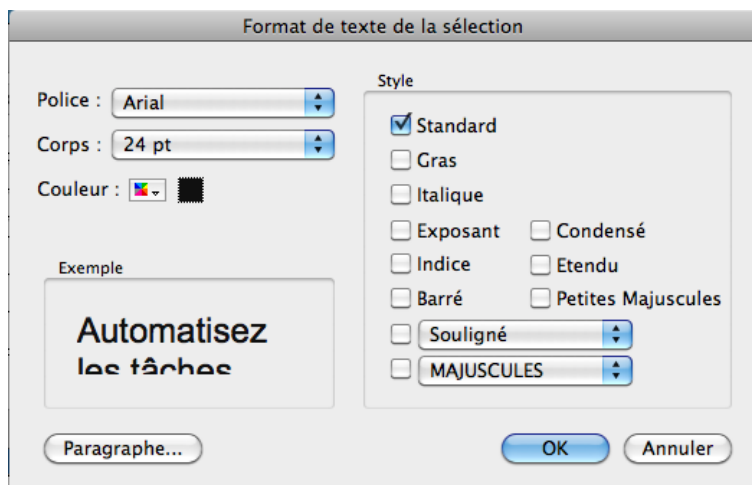 Format de texte de la sélection
Police : Arial
Corps : 24 pt
Couleur :
Exemple
Automatisez
les tâches
Style
Standard
Gras
Italique
Exposant Condensé
Indice Etendu
Barré Petites Majuscules
Souligné
MAJUSCULES
Paragraphe... OK Annuler